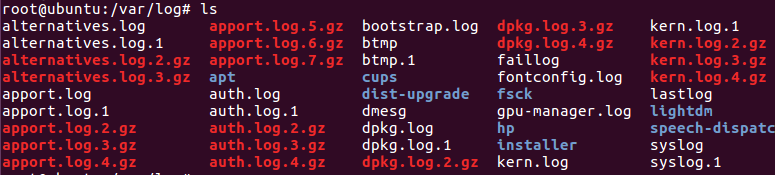 root@ubuntu:/var/log# ls
alternatives.log apport.log.5.gz bootstrap.log dpkg.log.3.gz kern.log.1
alternatives.log.1 apport.log.6.gz btmp dpkg.log.4.gz kern.log.2.gz
alternatives.log.2.gz apport.log.7.gz btmp.1 faillog kern.log.3.gz
alternatives.log.3.gz apt cups fontconfig.log kern.log.4.gz
apport.log auth.log dist-upgrade fsck lastlog
apport.log.1 auth.log.1 dmesg gpu-manager.log lightdm
apport.log.2.gz auth.log.2.gz dpkg.log hp speech-dispatc
apport.log.3.gz auth.log.3.gz dpkg.log.1 installer syslog
apport.log.4.gz auth.log.4.gz dpkg.log.2.gz kern.log syslog.1